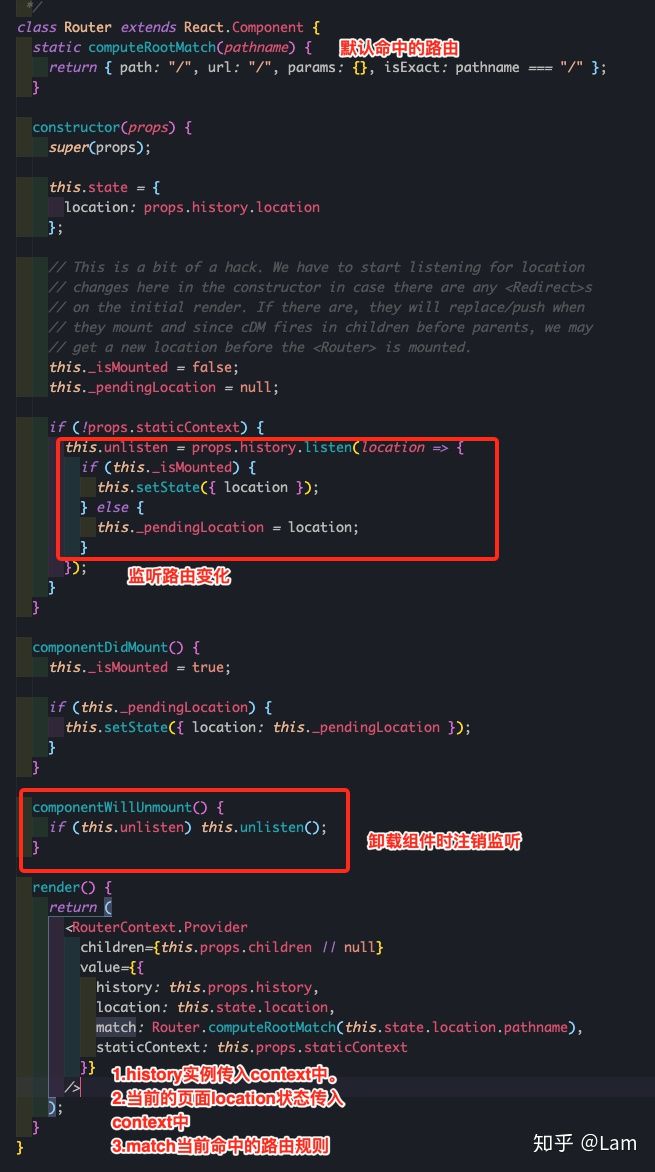 */
class Router extends React.Component {
static computeRootMatch(pathname) { 默认命中的路由
return { path: "/", url: "/", params: {}, isExact: pathname === "/" };
}
constructor(props) {
super(props);
this.state = {
location: props.history.location
};
// This is a bit of a hack. We have to start listening for location
// changes here in the constructor in case there are any <Redirect>s
// on the initial render. If there are, they will replace/push when
// they mount and since cDM fires in children before parents, we may
// get a new location before the <Router> is mounted.
this._isMounted = false;
this._pendingLocation = null;
if (!props.staticContext) {
this.unlisten = props.history.listen(location => {
if (this._isMounted) {
this.setState({ location });
} else {
this._pendingLocation = location;
}
});
监听路由变化
}
}
componentDidMount() {
this._isMounted = true;
if (this._pendingLocation) {
this.setState({ location: this._pendingLocation });
}
}
componentWillUnmount() {
if (this.unlisten) this.unlisten();
}
卸载组件时注销监听
render() {
return (
<RouterContext.Provider
children={this.props.children || null}
value={{
history: this.props.history,
location: this.state.location,
match: Router.computeRootMatch(this.state.location.pathname),
staticContext: this.props.staticContext
}}
/>
);
}
}
1.history实例传入context中。
2.当前的页面location状态传入
context中
3.match当前命中的路由规则
知乎 @Lam